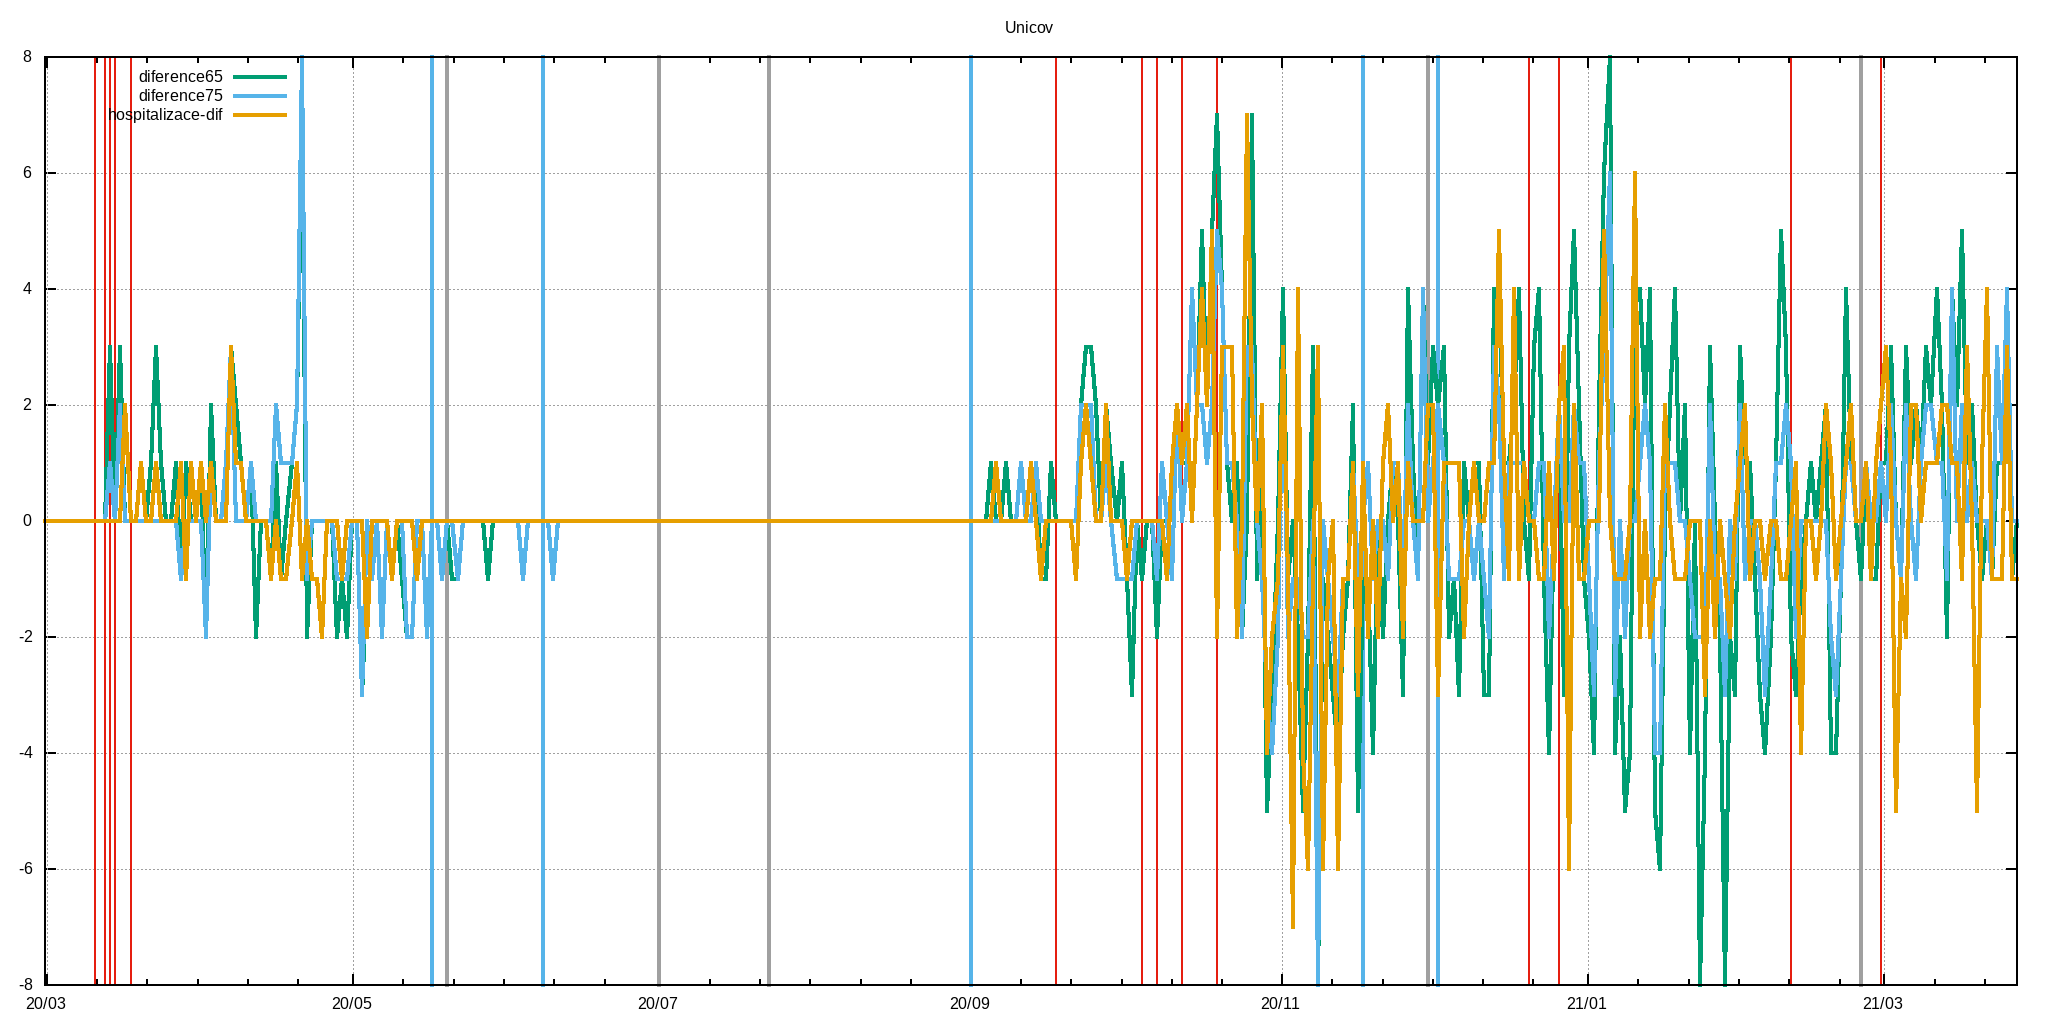 Unicov
diference65
diference75
hospitalizace-dif
8
6
4
2
0
-2
-4
-6
-8
20/03 20/05 20/07 20/09 20/11 21/01 21/03